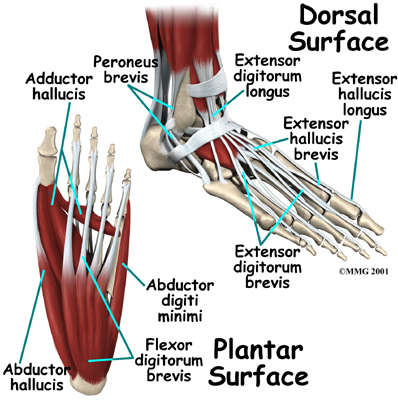 Dorsal
Surface
Peroneus
brevis
Extensor
digitorum
longus
Extensor
hallucis
longus
Adductor
hallucis
Extensor
hallucis
brevis
Extensor
digitorum
brevis
©MMG 2001
Abductor
digiti
minimi
Flexor
digitorum
brevis
Abductor
hallucis
Plantar
Surface